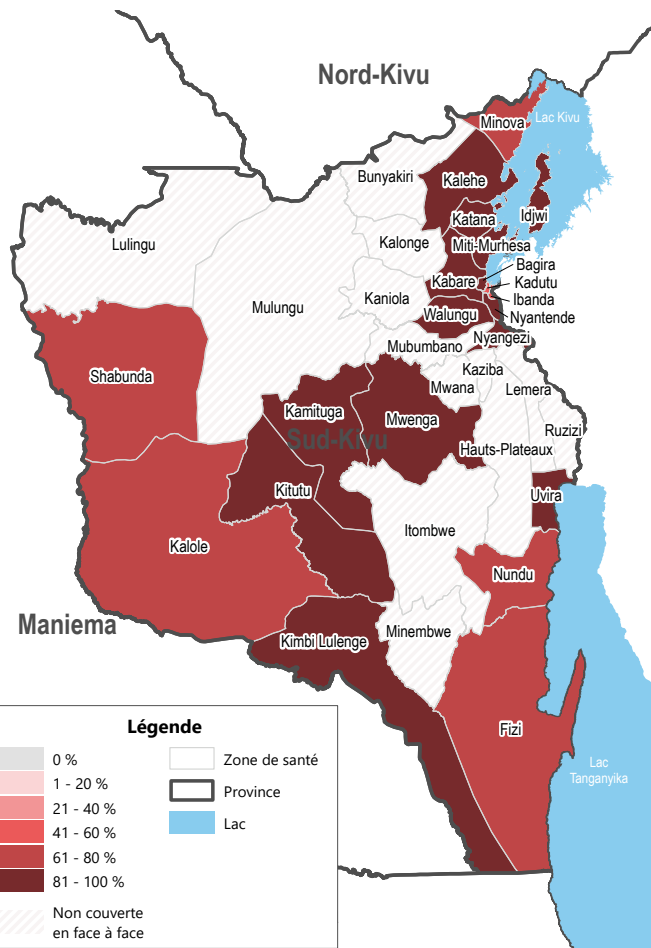 Nord-Kivu
Minova
Lac Kivu
Bunyakiri
Kalehe
Katana
Idjwi
Lulingu
Kalonge
Miti-Murhesa
Bagira
Kabare
Kadutu
Mulungu
Kaniola
Ibanda
Walungu
Nyantende
Mubumbano
Nyangezi
Shabunda
Kaziba
Mwana
Lemera
Kamituga
Mwenga
Ruzizi
Sud-Kivu
Hauts-Plateaux
Kitutu
Uvira
Itombwe
Kalole
Nundu
Maniema
Kimbi Lulenge
Minembwe
Fizi
Lac
Tanganyika
Légende
0 %
1 - 20 %
21 - 40 %
41 - 60 %
61 - 80 %
81 - 100 %
Non couverte
en face à face
Zone de santé
Province
Lac